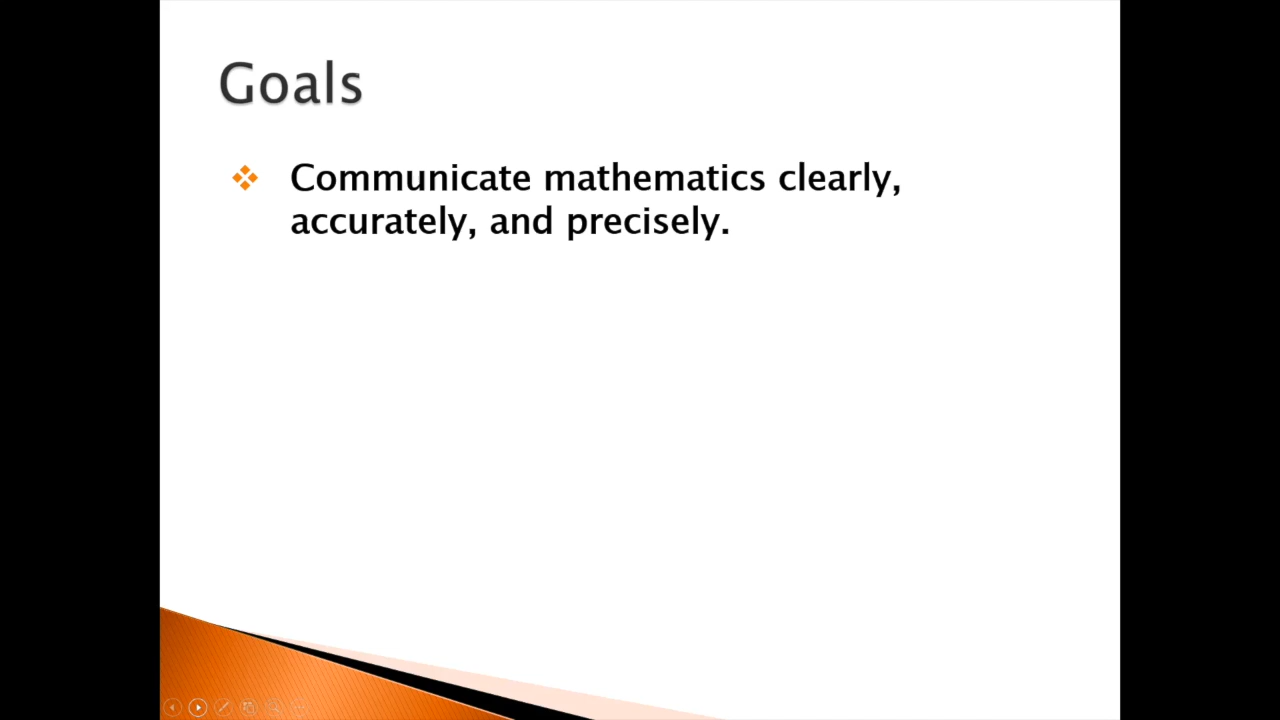 Goals
Communicate mathematics clearly,
accurately, and precisely.